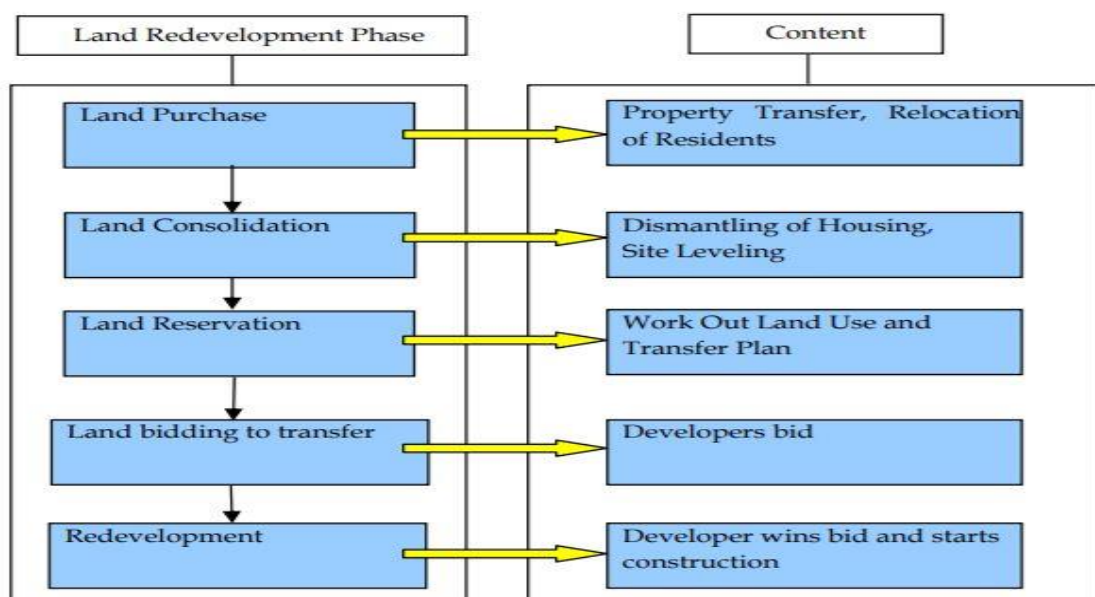 Land Redevelopment Phase
Content
Land Purchase
Property Transfer, Relocation
of Residents
Land Consolidation
Dismantling of Housing,
Site Leveling
Land Reservation
Work Out Land Use and
Transfer Plan
Land bidding to transfer
Developers bid
Redevelopment
Developer wins bid and starts
construction